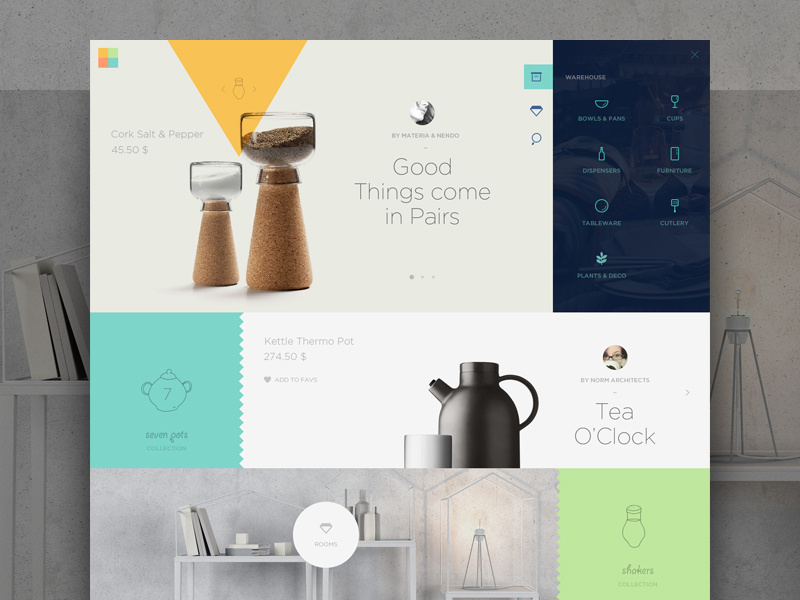 Cork Salt & Pepper
45.50 $
BY MATERIA & NENDO
Good
Things come
in Pairs
WAREHOUSE
BOWLS & PANS
CUPS
DISPENSERS
FURNITURE
TABLEWARE
CUTLERY
PLANTS & DECO
7
seven pots
COLLECTION
Kettle Thermo Pot
274.50 $
ADD TO FAVS
BY NORM ARCHITECTS
Tea
O'Clock
ROOMS
shakers
COLLECTION